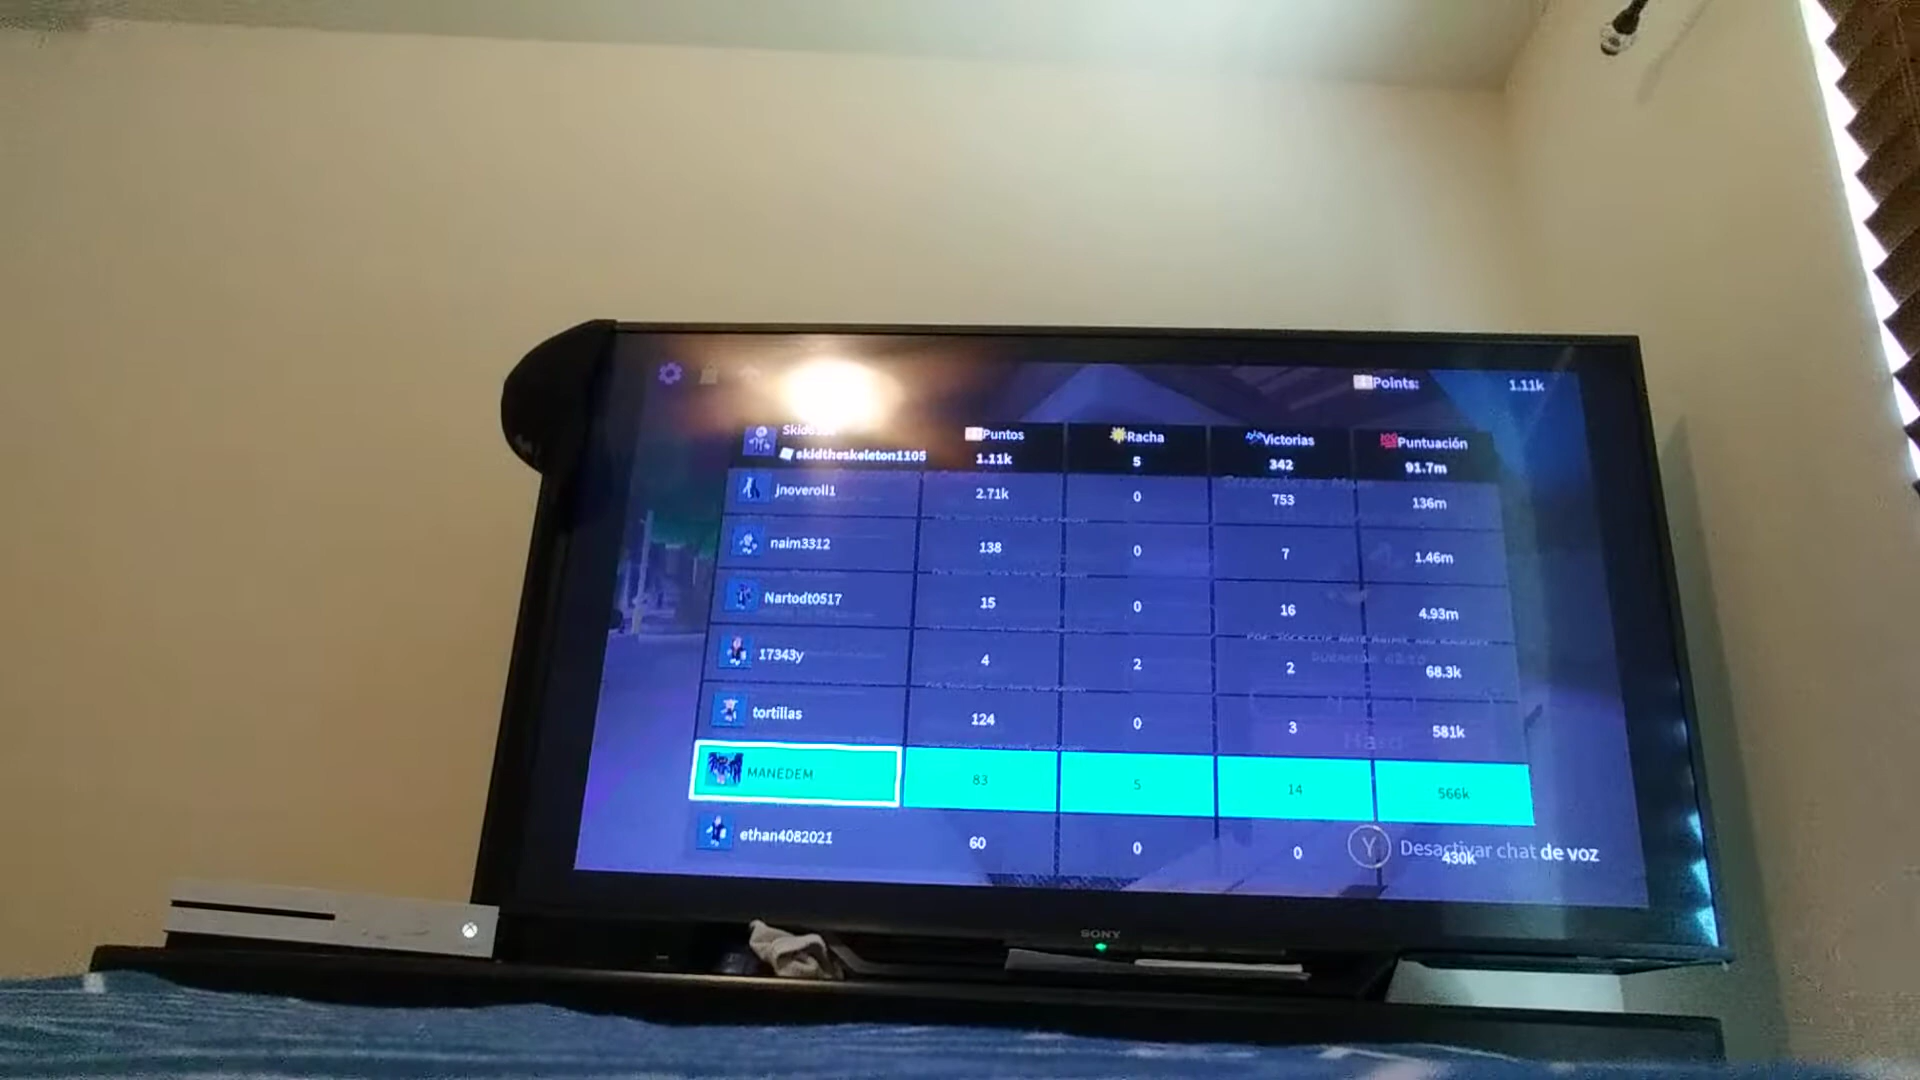 Points: 1.11k
Puntos Racha Victorias Puntuación
skidtheskeleton1105 1.11k 5 342 91.7m
jnoveroll1 2.71k 0 753 136m
naim3312 138 0 7 1.46m
Nartodt0517 15 0 16 4.93m
17343y 4 2 2 68.3k
tortillas 124 0 3 581k
MANEDEM 83 5 14 566k
ethan4082021 60 0 0 430k
Y Desactivar chat de voz
SONY